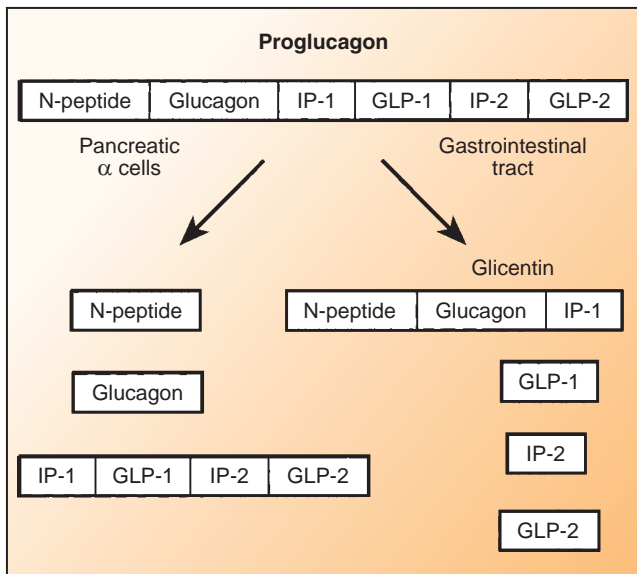 Proglucagon
N-peptide Glucagon IP-1 GLP-1 IP-2 GLP-2
Pancreatic
α cells
Gastrointestinal
tract
N-peptide
Glucagon
IP-1 GLP-1 IP-2 GLP-2
Glicentin
N-peptide Glucagon IP-1
GLP-1
IP-2
GLP-2